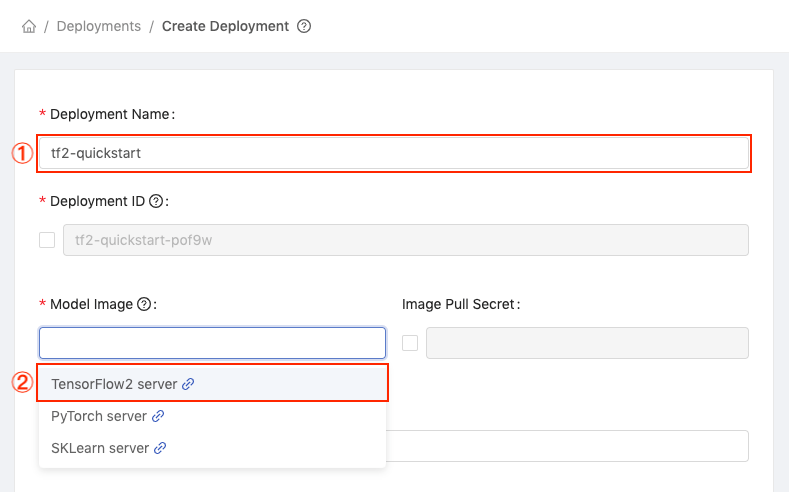 / Deployments / Create Deployment ?
* Deployment Name:
① tf2-quickstart
* Deployment ID ?:
tf2-quickstart-pof9w
* Model Image ?: Image Pull Secret:
② TensorFlow2 server
PyTorch server
SKLearn server